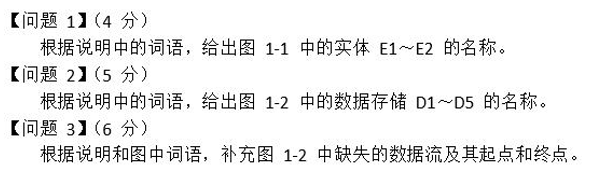 【问题 1】(4 分)
根据说明中的词语，给出图 1-1 中的实体 E1～E2 的名称。
【问题 2】(5 分)
根据说明中的词语，给出图 1-2 中的数据存储 D1～D5 的名称。
【问题 3】(6 分)
根据说明和图中词语，补充图 1-2 中缺失的数据流及其起点和终点。